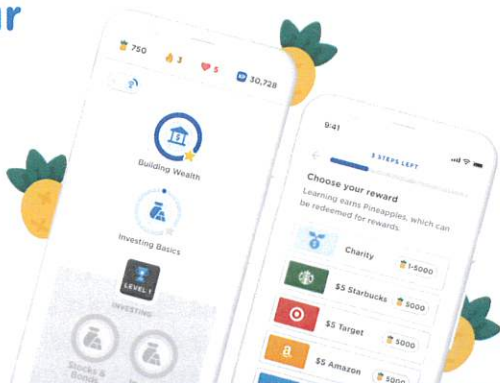 ur
750
3
5
XP
30,728
Building Wealth
Investing Basics
LEVEL 1
INVESTING
Stocks &
Bonds
9:41
3 STEPS LEFT
Choose your reward
Learning earns Pineapples, which can
be redeemed for rewards.
Charity
1-5000
$5 Starbucks
5000
$5 Target
5000
a
$5 Amazon
5000